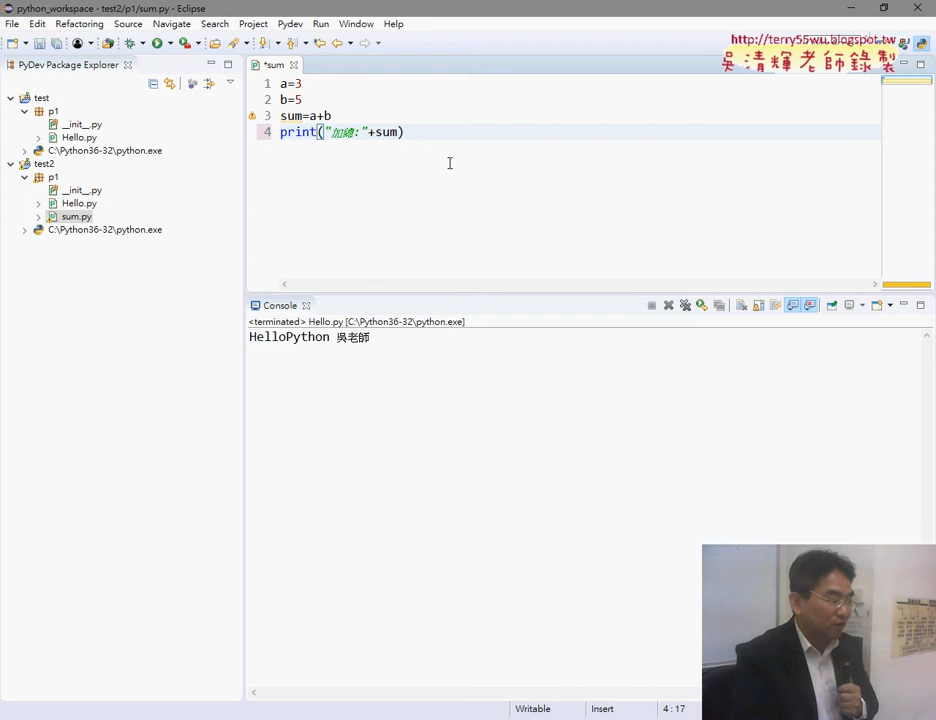 python_workspace - test2/p1/sum.py - Eclipse
File Edit Refactoring Source Navigate Search Project Pydev Run Window Help
http://terry55wu.blogspot.tw
吳清輝老師錄製
PyDev Package Explorer
*sum
test
p1
__init__.py
Hello.py
C:\Python36-32\python.exe
test2
p1
__init__.py
Hello.py
sum.py
C:\Python36-32\python.exe
1 a=3
2 b=5
3 sum=a+b
4 print("加總:"+sum)
Console
<terminated> Hello.py [C:\Python36-32\python.exe]
HelloPython 吳老師
Writable Insert 4 : 17